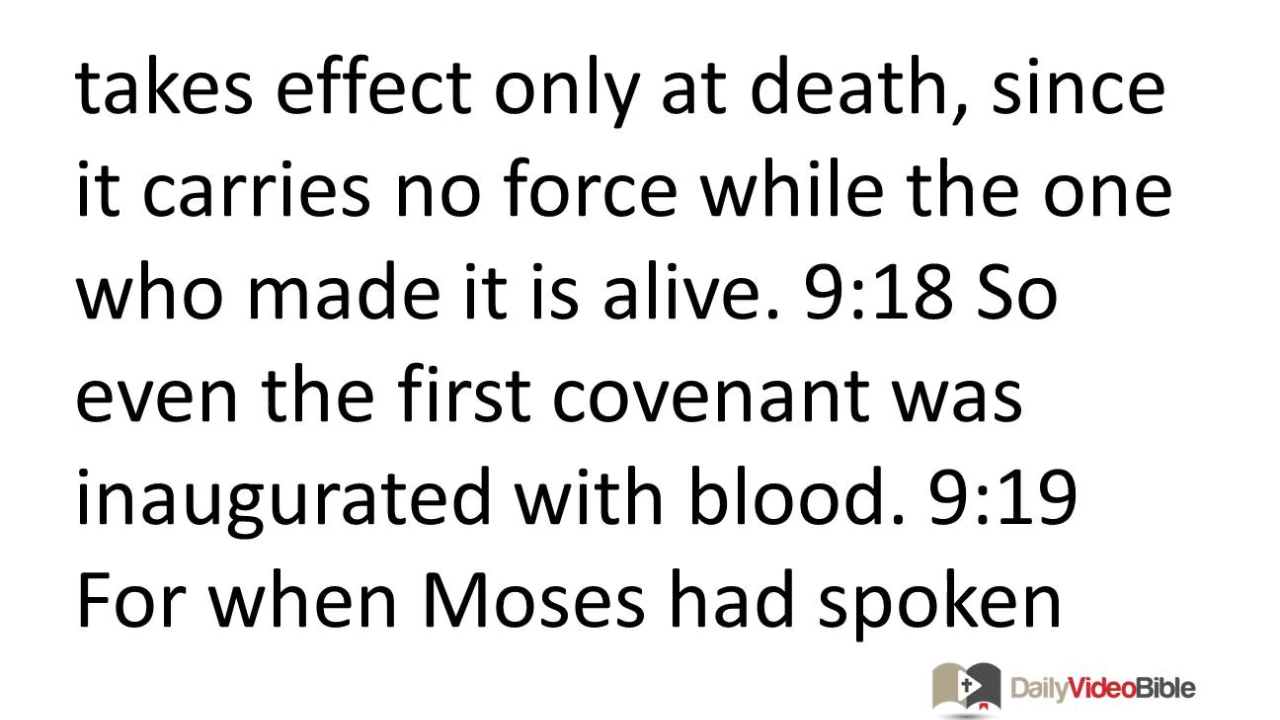 takes effect only at death, since
it carries no force while the one
who made it is alive. 9:18 So
even the first covenant was
inaugurated with blood. 9:19
For when Moses had spoken
DailyVideoBible